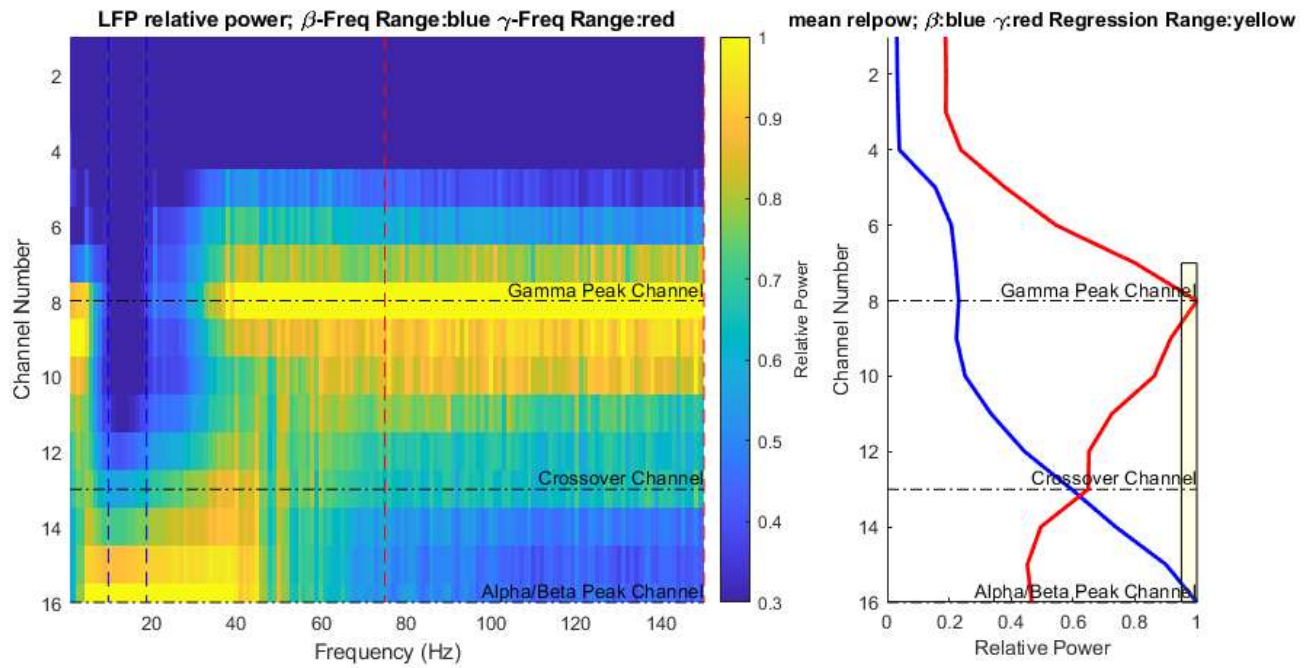 LFP relative power; β-Freq Range:blue γ-Freq Range:red
Channel Number
2
4
6
8
10
12
14
16
Gamma Peak Channel
Crossover Channel
Alpha/Beta Peak Channel
20
40
60
80
100
120
140
Frequency (Hz)
1
0.9
0.8
0.7
0.6
0.5
0.4
0.3
Relative Power
mean relpow; β:blue γ:red Regression Range:yellow
Channel Number
2
4
6
8
10
12
14
16
Gamma Peak Channel
Crossover Channel
Alpha/Beta Peak Channel
0
0.2
0.4
0.6
0.8
1
Relative Power